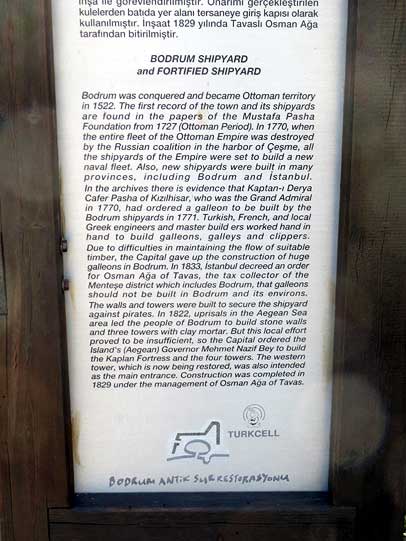 inşa ile görevlendirilmiştir. Onarımı gerçekleştirilen
kulelerden batıda yer alanı tersaneye giriş kapısı olarak
kullanılmıştır. İnşaat 1829 yılında Tavaslı Osman Ağa
tarafından bitirilmiştir.
BODRUM SHIPYARD
and FORTIFIED SHIPYARD
Bodrum was conquered and became Ottoman territory
in 1522. The first record of the town and its shipyards
are found in the papers of the Mustafa Pasha
Foundation from 1727 (Ottoman Period). In 1770, when
the entire fleet of the Ottoman Empire was destroyed
by the Russian coalition in the harbor of Çeşme, all
the shipyards of the Empire were set to build a new
naval fleet. Also, new shipyards were built in many
provinces, including Bodrum and İstanbul.
In the archives there is evidence that Kaptan-ı Derya
Cafer Pasha of Kızılhisar, who was the Grand Admiral
in 1770, had ordered a galleon to be built by the
Bodrum shipyards in 1771. Turkish, French, and local
Greek engineers and master build ers worked hand in
hand to build galleons, galleys and clippers.
Due to difficulties in maintaining the flow of suitable
timber, the Capital gave up the construction of huge
galleons in Bodrum. In 1833, İstanbul decreed an order
for Osman Ağa of Tavas, the tax collector of the
Menteşe district which includes Bodrum, that galleons
should not be built in Bodrum and its environs.
The walls and towers were built to secure the shipyard
against pirates. In 1822, uprisals in the Aegean Sea
area led the people of Bodrum to build stone walls
and three towers with clay mortar. But this local effort
proved to be insufficient, so the Capital ordered the
Island's (Aegean) Governor Mehmet Nazif Bey to build
the Kaplan Fortress and the four towers. The western
tower, which is now being restored, was also intended
as the main entrance. Construction was completed in
1829 under the management of Osman Ağa of Tavas.
TURKCELL
BODRUM ANTİK SUR RESTORASYONU